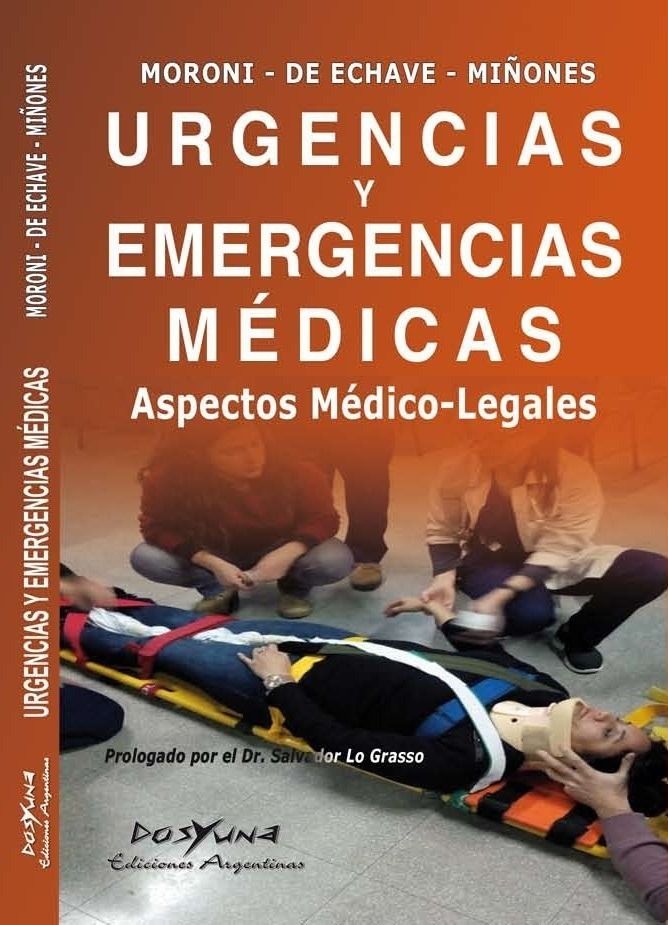 MORONI - DE ECHAVE - MIÑONES
URGENCIAS
Y
EMERGENCIAS
MÉDICAS
Aspectos Médico-Legales
Prologado por el Dr. Salvador Lo Grasso
DosYuna
Ediciones Argentinas
MORONI - DE ECHAVE - MIÑONES
URGENCIAS Y EMERGENCIAS MÉDICAS
DosYuna
Ediciones Argentinas